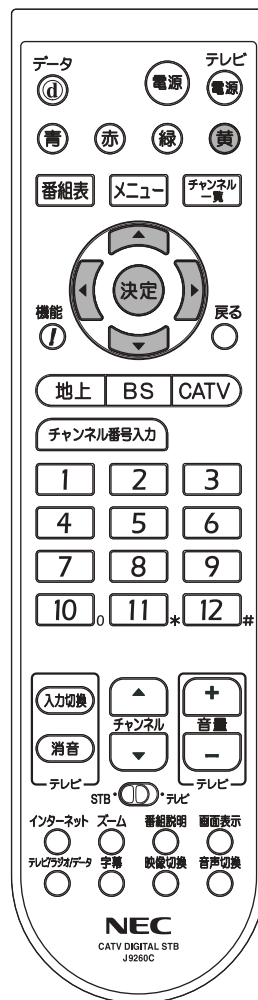 データ テレビ
ⓓ 電源 電源
青 赤 緑 黄
番組表 メニュー チャンネル一覧
決定
機能 戻る
地上 BS CATV
チャンネル番号入力
1 2 3
4 5 6
7 8 9
10 0 11 * 12 #
入力切換 + 
チャンネル 音量
消音 −
テレビ テレビ
STB テレビ
インターネット ズーム 番組説明 画面表示
テレビ/ラジオ/データ 字幕 映像切換 音声切換
NEC
CATV DIGITAL STB
J9260C